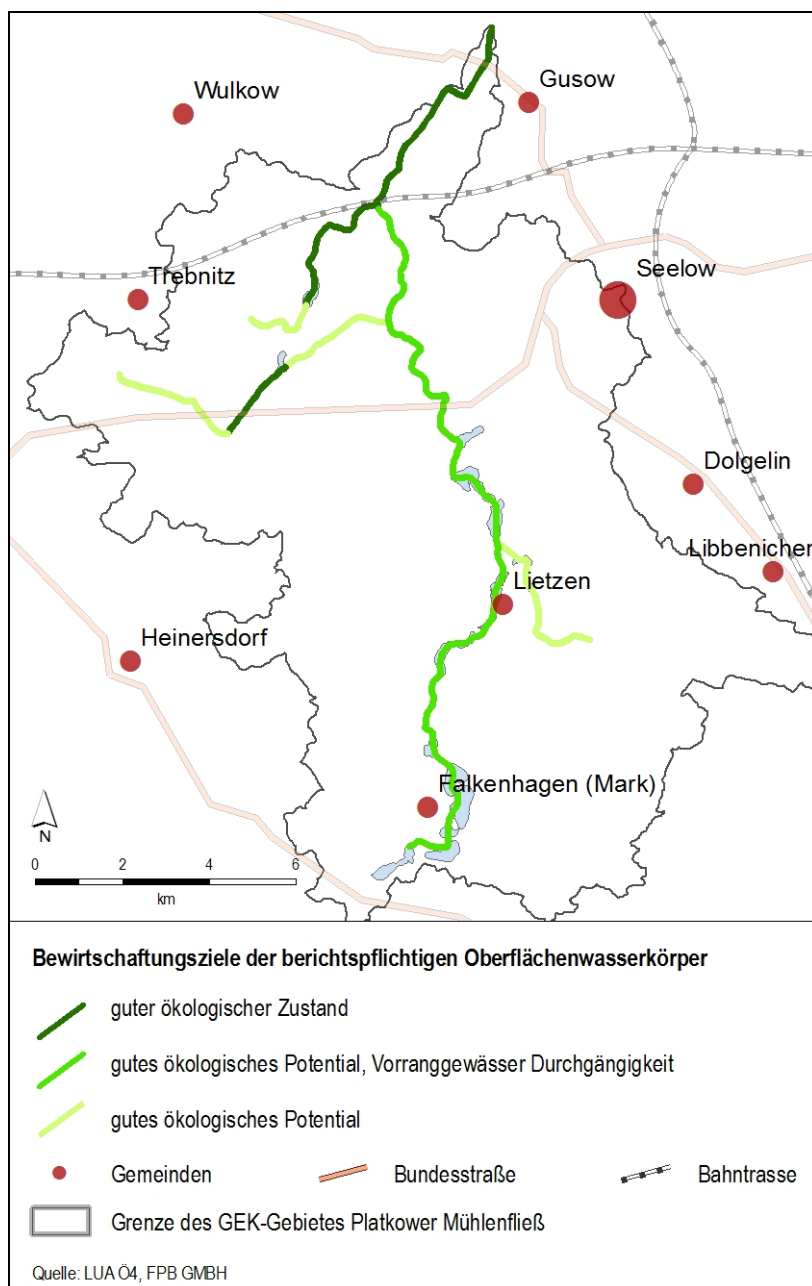 Gusow
Wulkow
Trebnitz
Seelow
Dolgelin
Libbenichen
Lietzen
Heinersdorf
Falkenhagen (Mark)
N
0 2 4 6
km
Bewirtschaftungsziele der berichtspflichtigen Oberflächenwasserkörper
guter ökologischer Zustand
gutes ökologisches Potential, Vorranggewässer Durchgängigkeit
gutes ökologisches Potential
Gemeinden Bundesstraße Bahntrasse
Grenze des GEK-Gebietes Platkower Mühlenfließ
Quelle: LUA Ö4, FPB GMBH